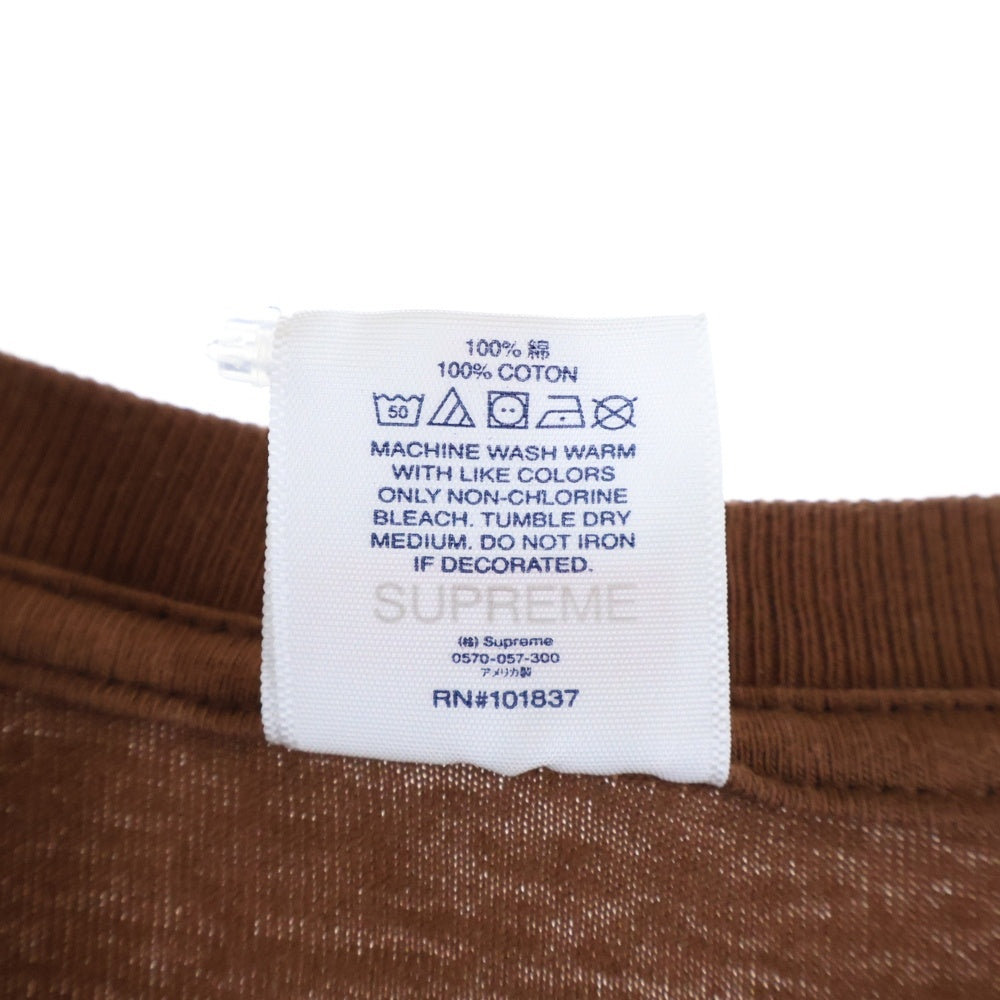 100% 綿
100% COTON
50
MACHINE WASH WARM
WITH LIKE COLORS
ONLY NON-CHLORINE
BLEACH. TUMBLE DRY
MEDIUM. DO NOT IRON
IF DECORATED.
SUPREME
(株) Supreme
0570-057-300
アメリカ製
RN#101837